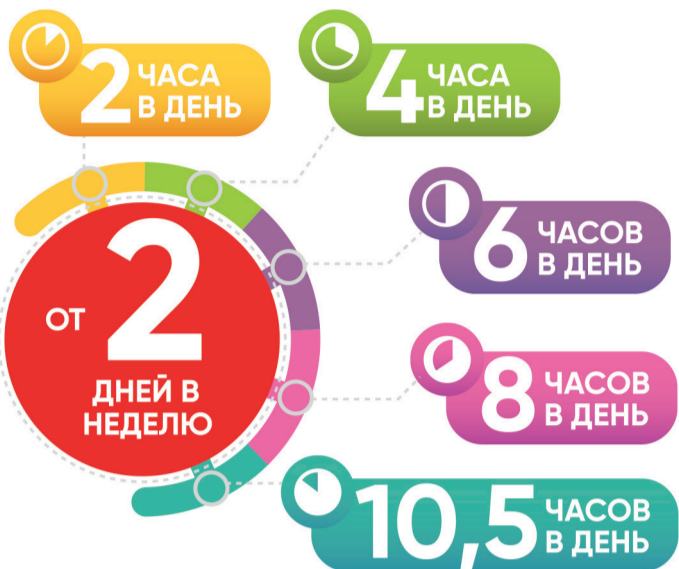 2 ЧАСА
В ДЕНЬ
4 ЧАСА
В ДЕНЬ
ОТ 2
ДНЕЙ В
НЕДЕЛЮ
6 ЧАСОВ
В ДЕНЬ
8 ЧАСОВ
В ДЕНЬ
10,5 ЧАСОВ
В ДЕНЬ